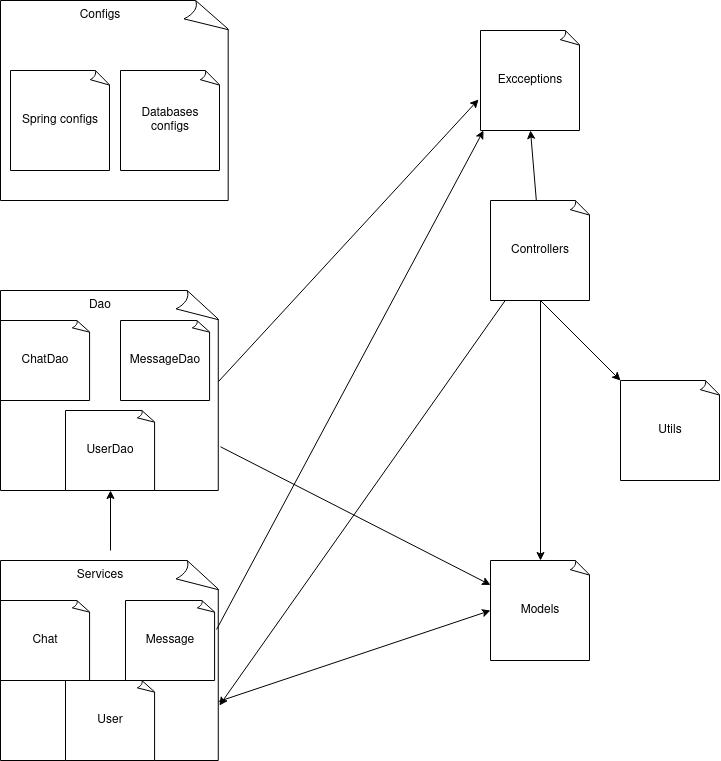 Configs
Spring configs
Databases
configs
Excceptions
Controllers
Dao
ChatDao
MessageDao
UserDao
Utils
Services
Chat
Message
User
Models